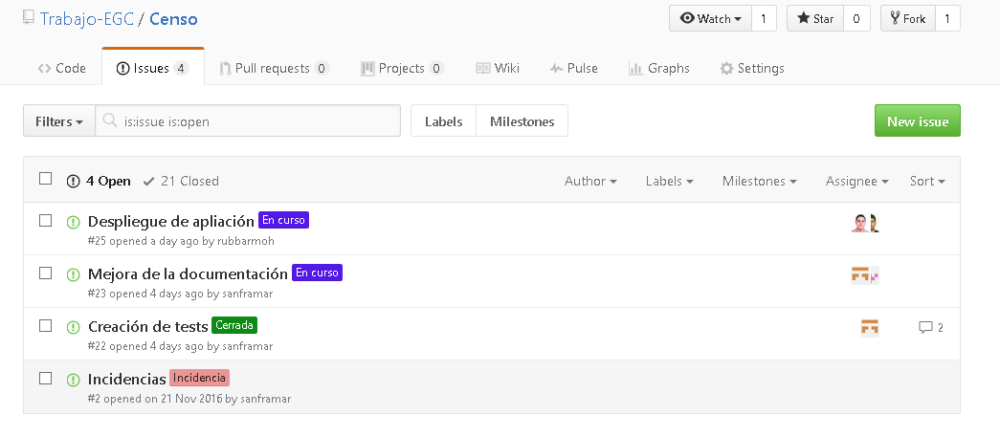 Trabajo-EGC / Censo
Watch 1 Star 0 Fork 1
Code Issues 4 Pull requests 0 Projects 0 Wiki Pulse Graphs Settings
Filters is:issue is:open Labels Milestones New issue
4 Open 21 Closed Author Labels Milestones Assignee Sort
Despliegue de apliación En curso
#25 opened a day ago by rubbarmoh
Mejora de la documentación En curso
#23 opened 4 days ago by sanframar
Creación de tests Cerrada 2
#22 opened 4 days ago by sanframar
Incidencias Incidencia
#2 opened on 21 Nov 2016 by sanframar